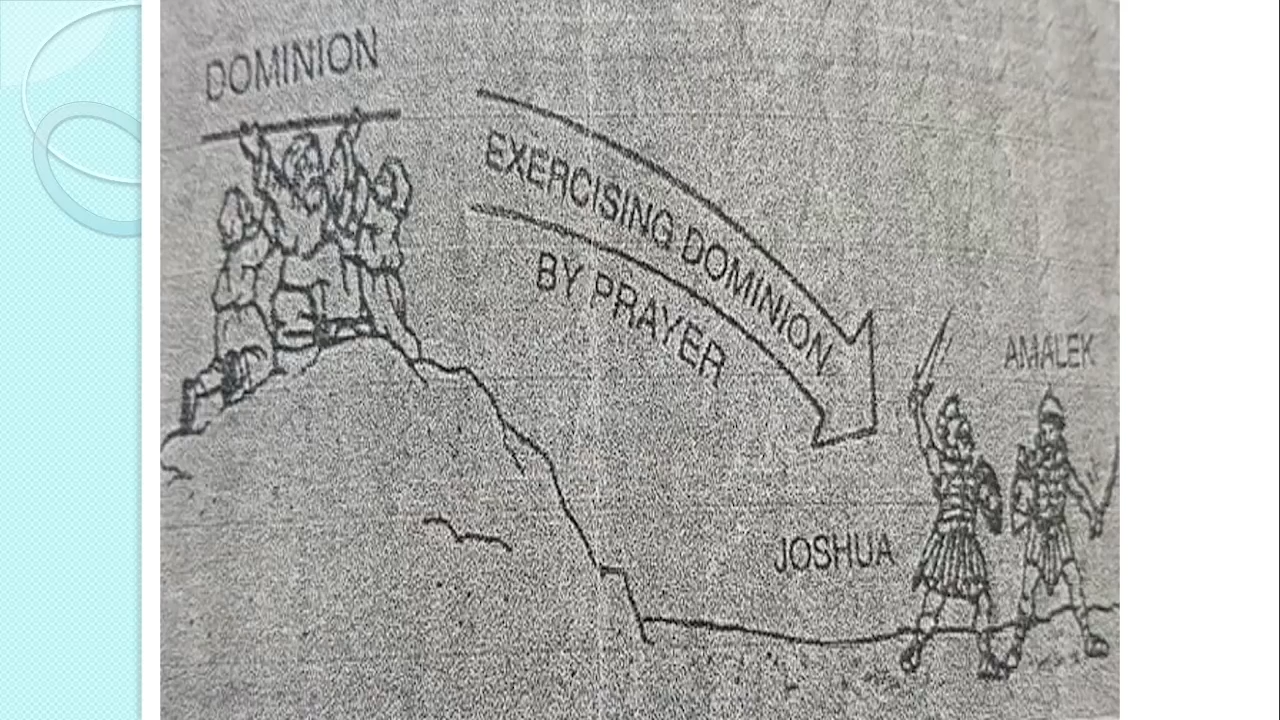 DOMINION
EXERCISING DOMINION
BY PRAYER
AMALEK
JOSHUA